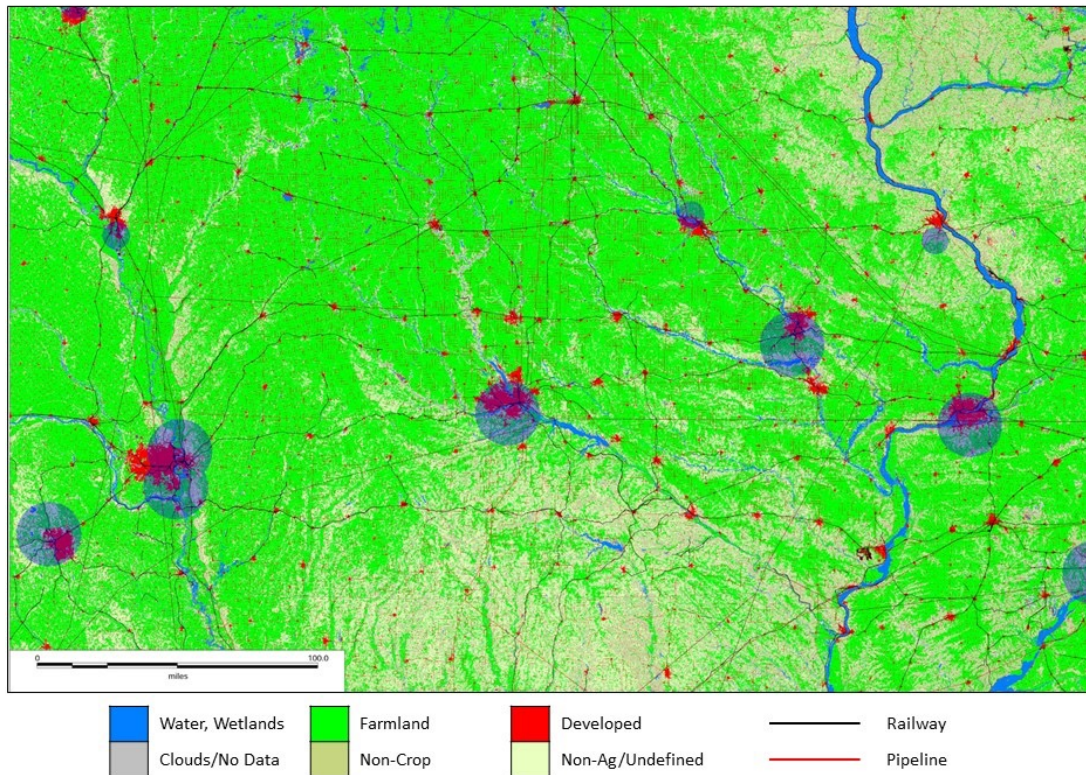 0 100.0
miles
Water, Wetlands Farmland Developed Railway
Clouds/No Data Non-Crop Non-Ag/Undefined Pipeline